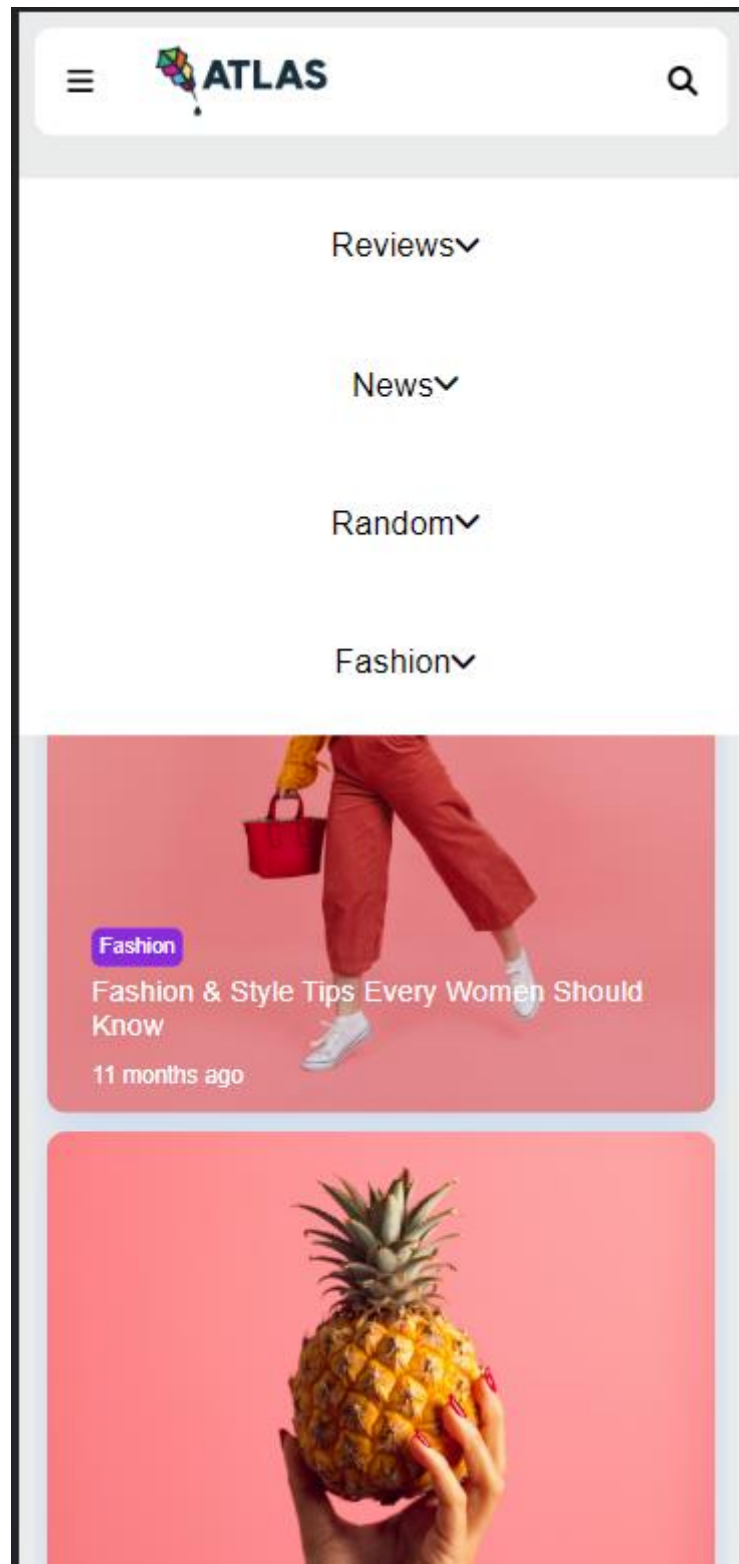 ATLAS
Reviews
News
Random
Fashion
Fashion
Fashion & Style Tips Every Women Should
Know
11 months ago